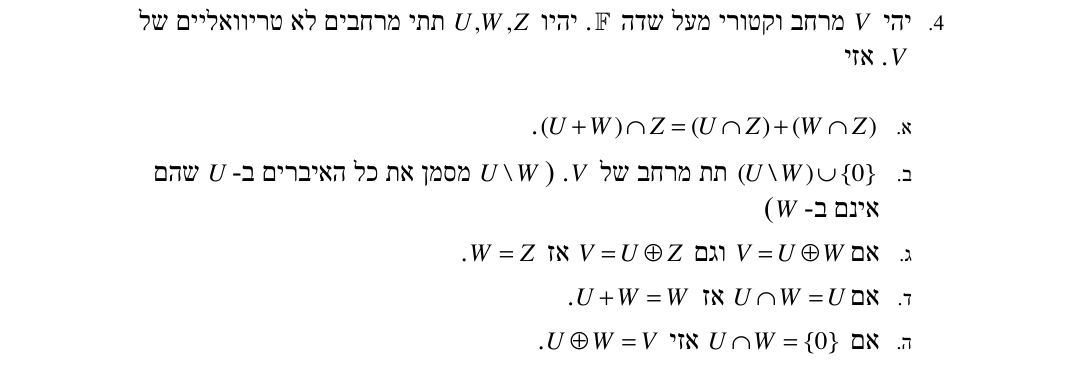 4. יהי V מרחב וקטורי מעל שדה 𝔽. יהיו U,W,Z תתי מרחבים לא טריוואליים של
V. אזי
א. (U+W)∩Z=(U∩Z)+(W∩Z).
ב. (U\W)∪{0} תת מרחב של V. (U\W מסמן את כל האיברים ב-U שהם
אינם ב-W)
ג. אם V=U⊕W וגם V=U⊕Z אז W=Z.
ד. אם U∩W=U אז U+W=W.
ה. אם U∩W={0} אזי U⊕W=V.